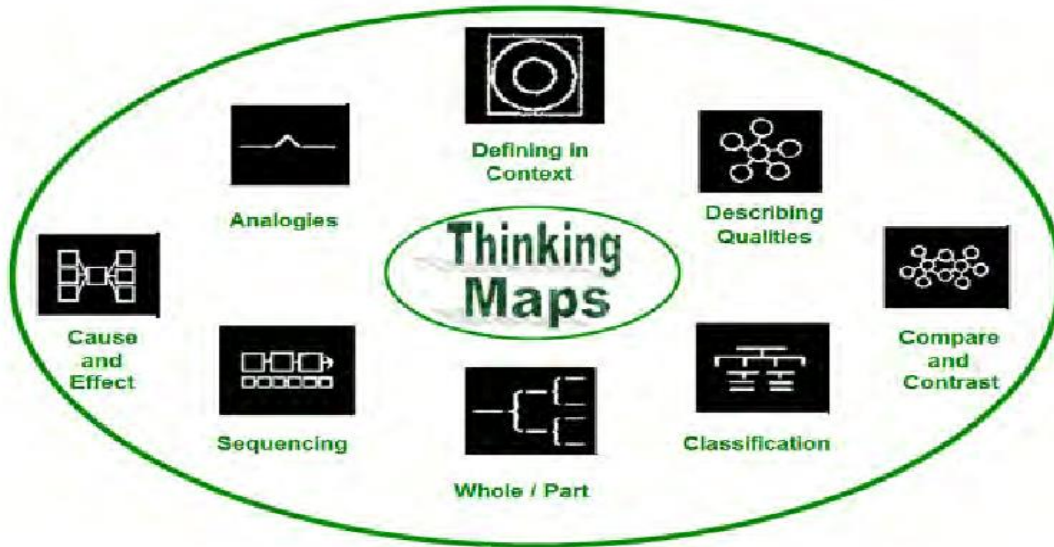 Defining in
Context
Analogies
Describing
Qualities
Thinking
Maps
Cause
and
Effect
Compare
and
Contrast
Sequencing
Classification
Whole / Part